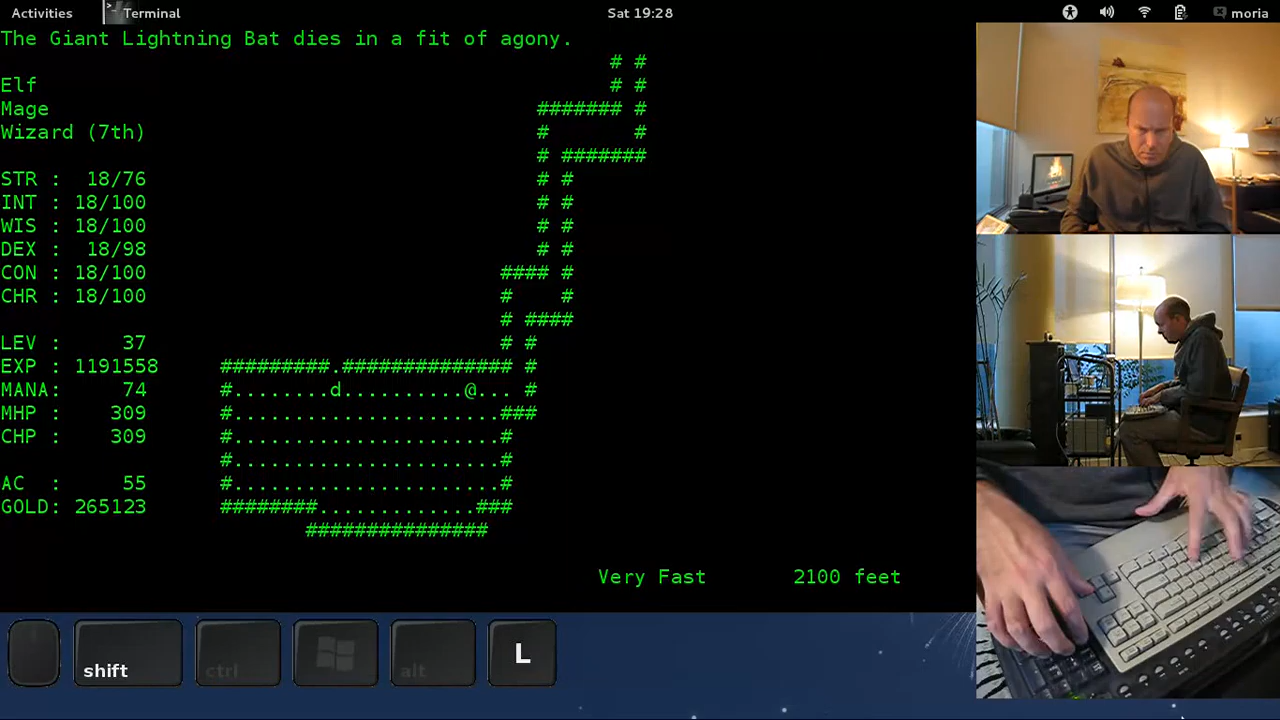 Activities Terminal Sat 19:28 moria
The Giant Lightning Bat dies in a fit of agony.
# #
Elf # #
Mage ####### #
Wizard (7th) # #
# #######
STR : 18/76 # #
INT : 18/100 # #
WIS : 18/100 # #
DEX : 18/98 # #
CON : 18/100 #### #
CHR : 18/100 # #
# ####
LEV : 37 # #
EXP : 1191558 #########.############## #
MANA: 74 #........d..........@... #
MHP : 309 #......................###
CHP : 309 #......................#
#......................#
AC : 55 #......................#
GOLD: 265123 ########.............###
###############
Very Fast 2100 feet
shift ctrl alt L